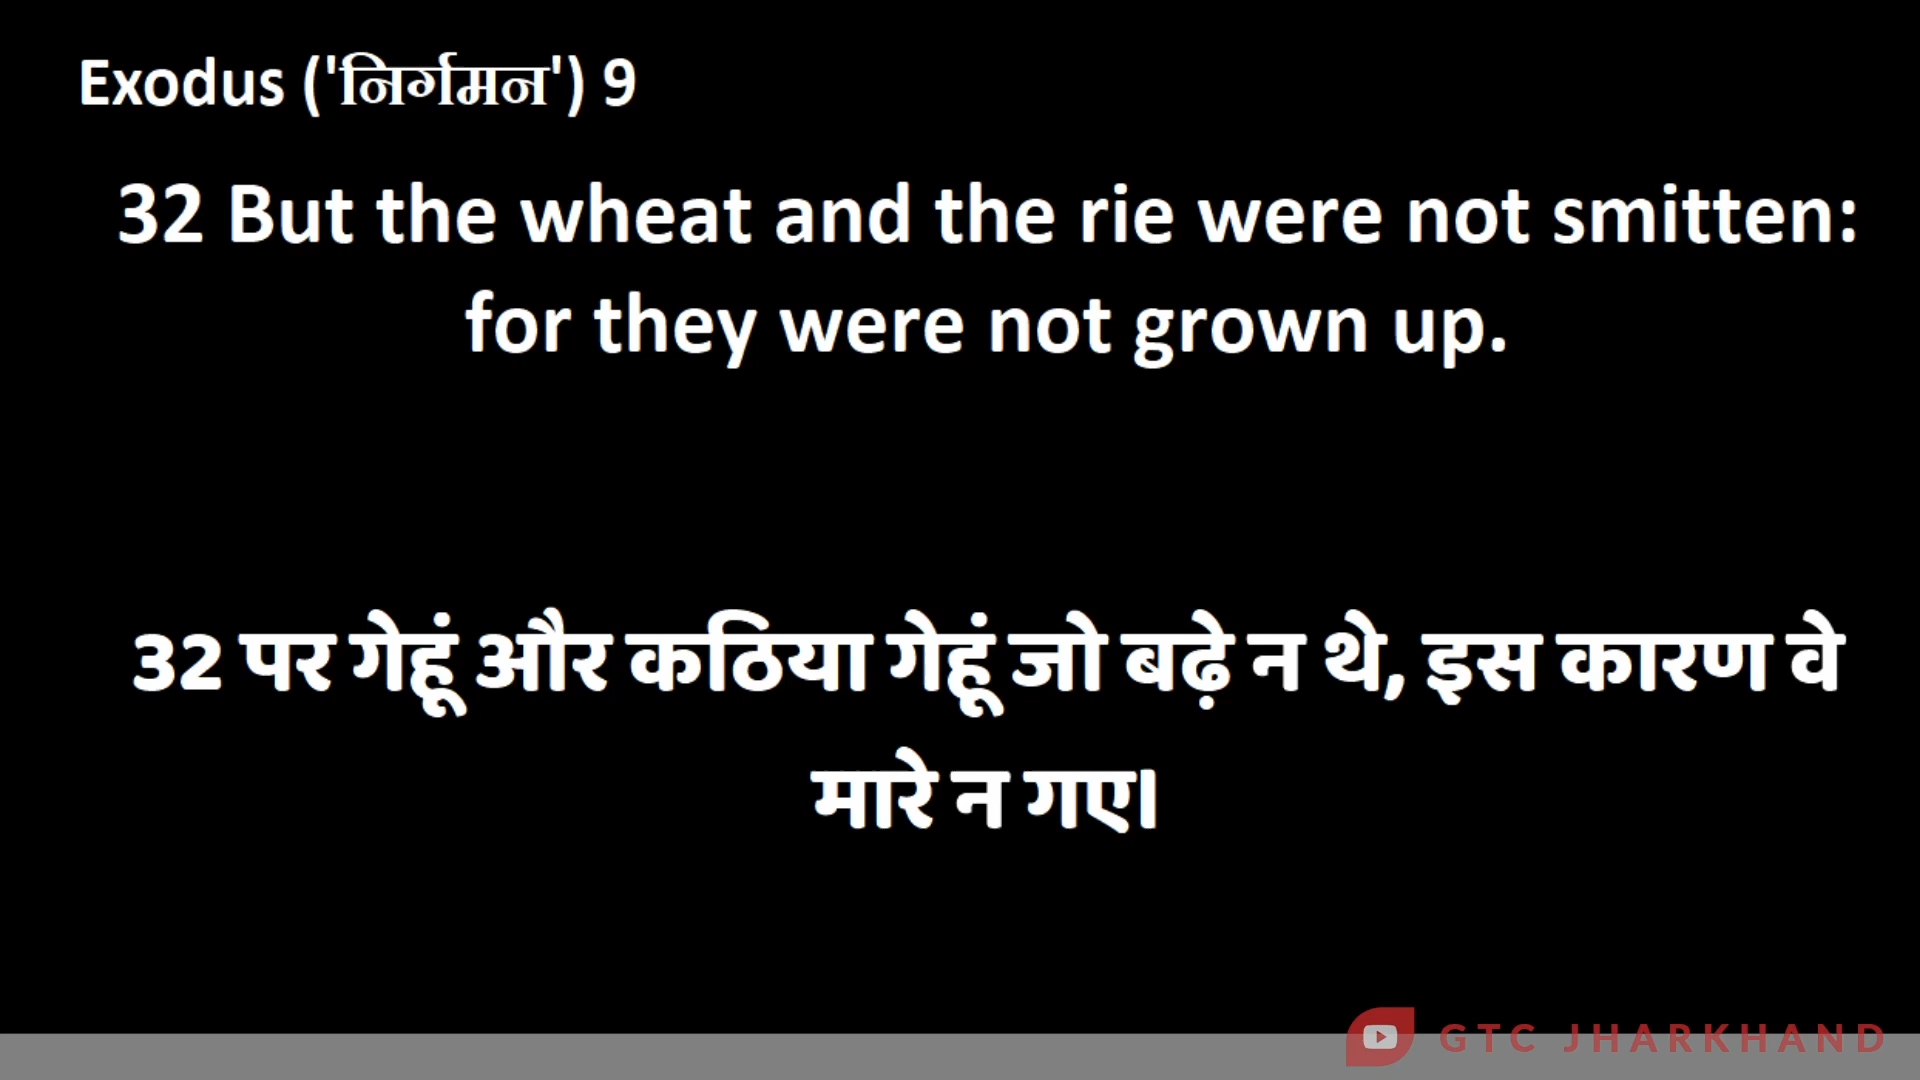 Exodus ('निर्गमन') 9
32 But the wheat and the rie were not smitten:
for they were not grown up.
32 पर गेहूं और कठिया गेहूं जो बढ़े न थे, इस कारण वे
मारे न गए।
GTC JHARKHAND